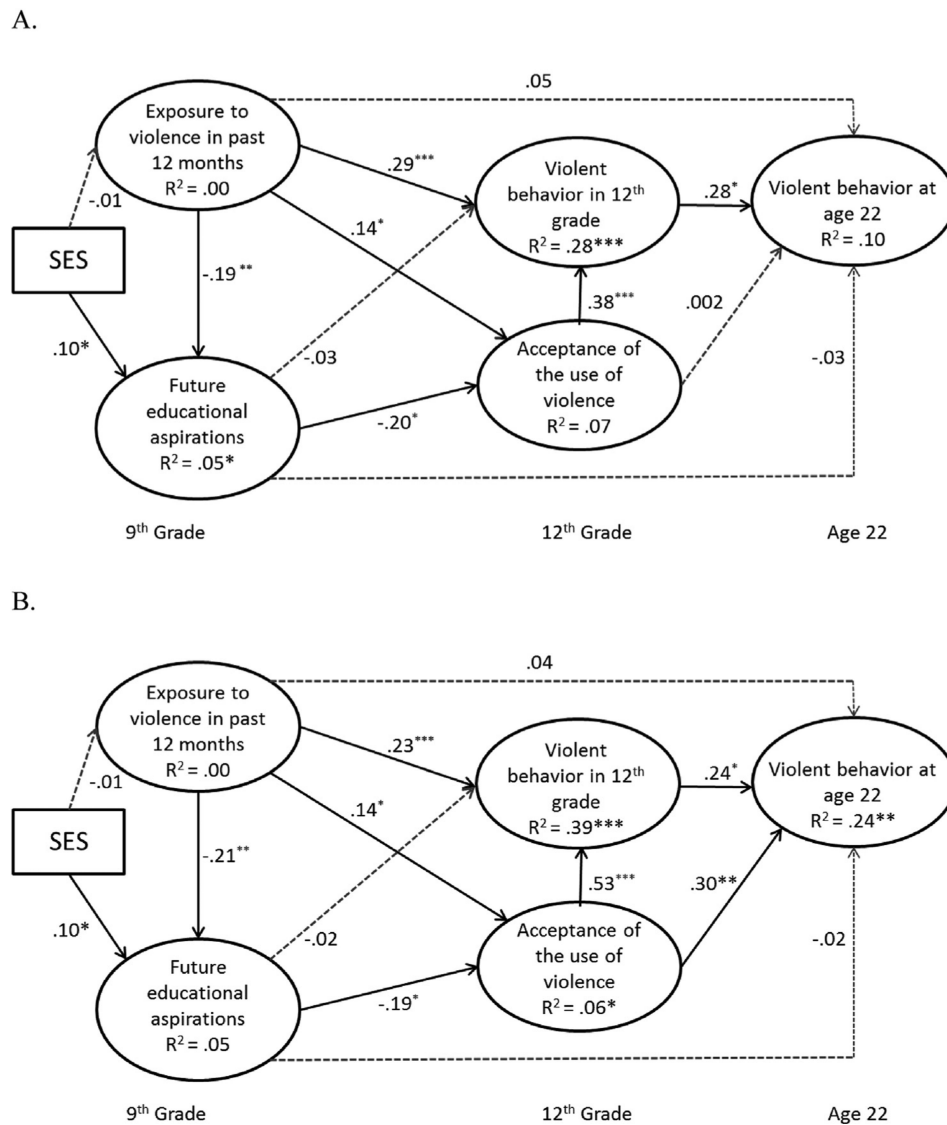 A.
.05
Exposure to
violence in past
12 months
R² = .00
-.01
SES
.10*
-.19**
.29***
.14*
-.03
-.20*
Future
educational
aspirations
R² = .05*
Violent
behavior in 12th
grade
R² = .28***
.38***
Acceptance of
the use of
violence
R² = .07
.28*
.002
Violent behavior at
age 22
R² = .10
-.03
9th Grade
12th Grade
Age 22
B.
.04
Exposure to
violence in past
12 months
R² = .00
-.01
SES
.10*
-.21**
.23***
.14*
-.02
-.19*
Future
educational
aspirations
R² = .05
Violent
behavior in 12th
grade
R² = .39***
.53***
Acceptance of
the use of
violence
R² = .06*
.24*
.30**
Violent behavior at
age 22
R² = .24**
-.02
9th Grade
12th Grade
Age 22